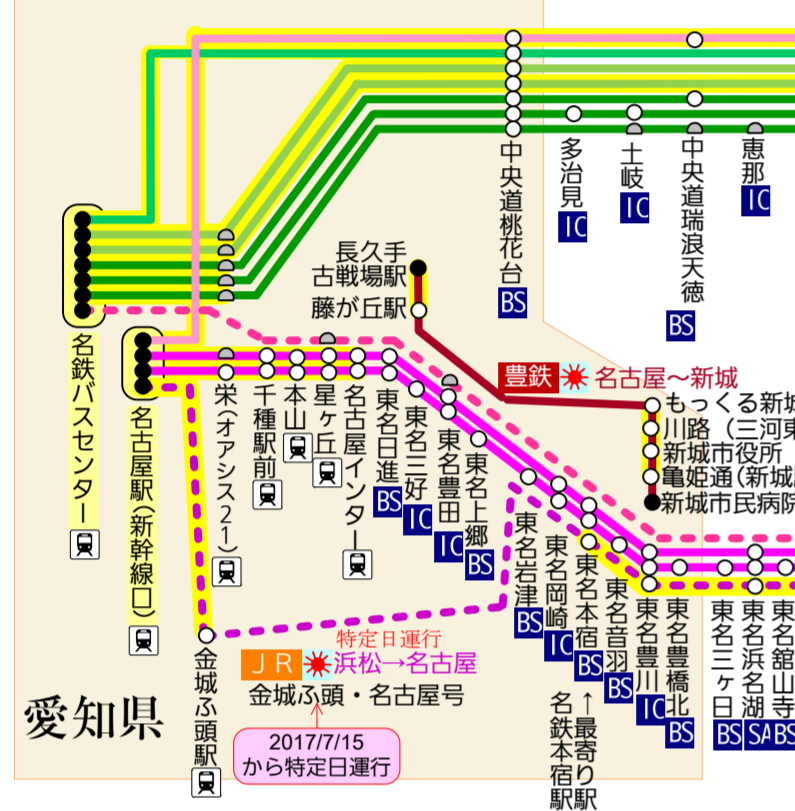 中央道桃花台
BS
多治見
IC
土岐
IC
中央道瑞浪天徳
BS
恵那
IC
長久手
古戦場駅
藤が丘駅
豊鉄
名古屋～新城
もっくる新城
川路（三河東
新城市役所
亀姫通(新城
新城市民病院
名鉄バスセンター
名古屋駅(新幹線口)
栄(オアシス21)
千種駅前
本山
星ヶ丘
名古屋インター
東名日進
BS
東名三好
IC
東名豊田
IC
東名上郷
BS
東名岩津
BS
東名岡崎
IC
東名本宿
BS
↑最寄り駅
名鉄本宿駅
東名音羽
BS
東名豊川
IC
東名豊橋北
BS
東名三ヶ日
BS
東名浜名湖
SA
東名舘山寺
BS
特定日運行
JR
浜松→名古屋
金城ふ頭・名古屋号
2017/7/15
から特定日運行
金城ふ頭駅
愛知県